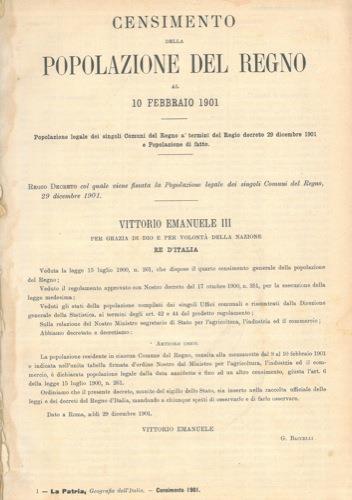 CENSIMENTO
DELLA
POPOLAZIONE DEL REGNO
AL
10 FEBBRAIO 1901
Popolazione legale dei singoli Comuni del Regno a' termini del Regio decreto 29 dicembre 1901
e Popolazione di fatto.
REGIO DECRETO col quale viene fissata la Popolazione legale dei singoli Comuni del Regno,
29 dicembre 1901.
VITTORIO EMANUELE III
PER GRAZIA DI DIO E PER VOLONTÀ DELLA NAZIONE
RE D'ITALIA
Veduta la legge 15 luglio 1900, n. 261, che dispone il quarto censimento generale della popolazione
del Regno;
Veduto il regolamento approvato con Nostro decreto del 17 ottobre 1900, n. 351, per la esecuzione della
legge medesima;
Veduti gli stati della popolazione compilati dai singoli Uffici comunali e riscontrati dalla Direzione
generale della Statistica, ai termini degli art. 42 e 44 del predetto regolamento;
Sulla relazione del Nostro Ministro segretario di Stato per l'agricoltura, l'industria ed il commercio;
Abbiamo decretato e decretiamo:
ARTICOLO UNICO.
La popolazione residente in ciascun Comune del Regno, censita alla mezzanotte dal 9 al 10 febbraio 1901
e indicata nell'unita tabella firmata d'ordine Nostro dal Ministro per l'agricoltura, l'industria ed il com-
mercio, è dichiarata popolazione legale dalla data anzidetta e fino ad un altro censimento, giusta l'art. 6
della legge 15 luglio 1900, n. 261.
Ordiniamo che il presente decreto, munito del sigillo dello Stato, sia inserto nella raccolta ufficiale delle
leggi e dei decreti del Regno d'Italia, mandando a chiunque spetti di osservarlo e di farlo osservare.
Dato a Roma, addì 29 dicembre 1901.
VITTORIO EMANUELE
G. BACCELLI
1 — La Patria, Geografia dell'Italia. — Censimento 1901.